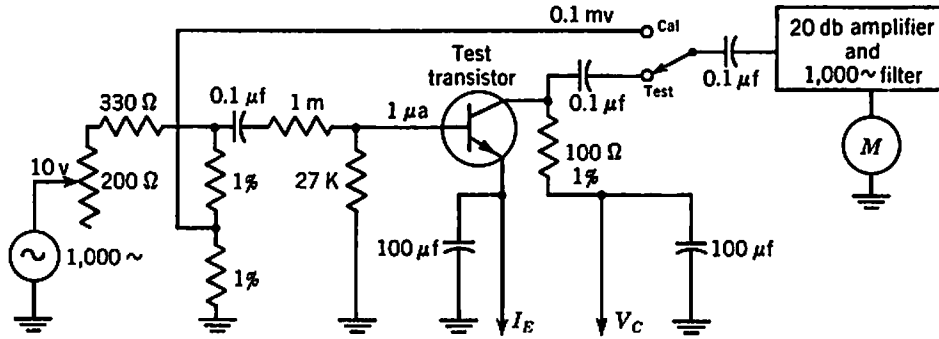 0.1 mv
Cal
20 db amplifier
and
1,000~ filter
Test
transistor
0.1 μf
Test
0.1 μf
330 Ω
0.1 μf
1 m
1 μa
100 Ω
1%
M
10 v
200 Ω
1%
27 K
100 μf
100 μf
1,000 ~
1%
I_E
V_C